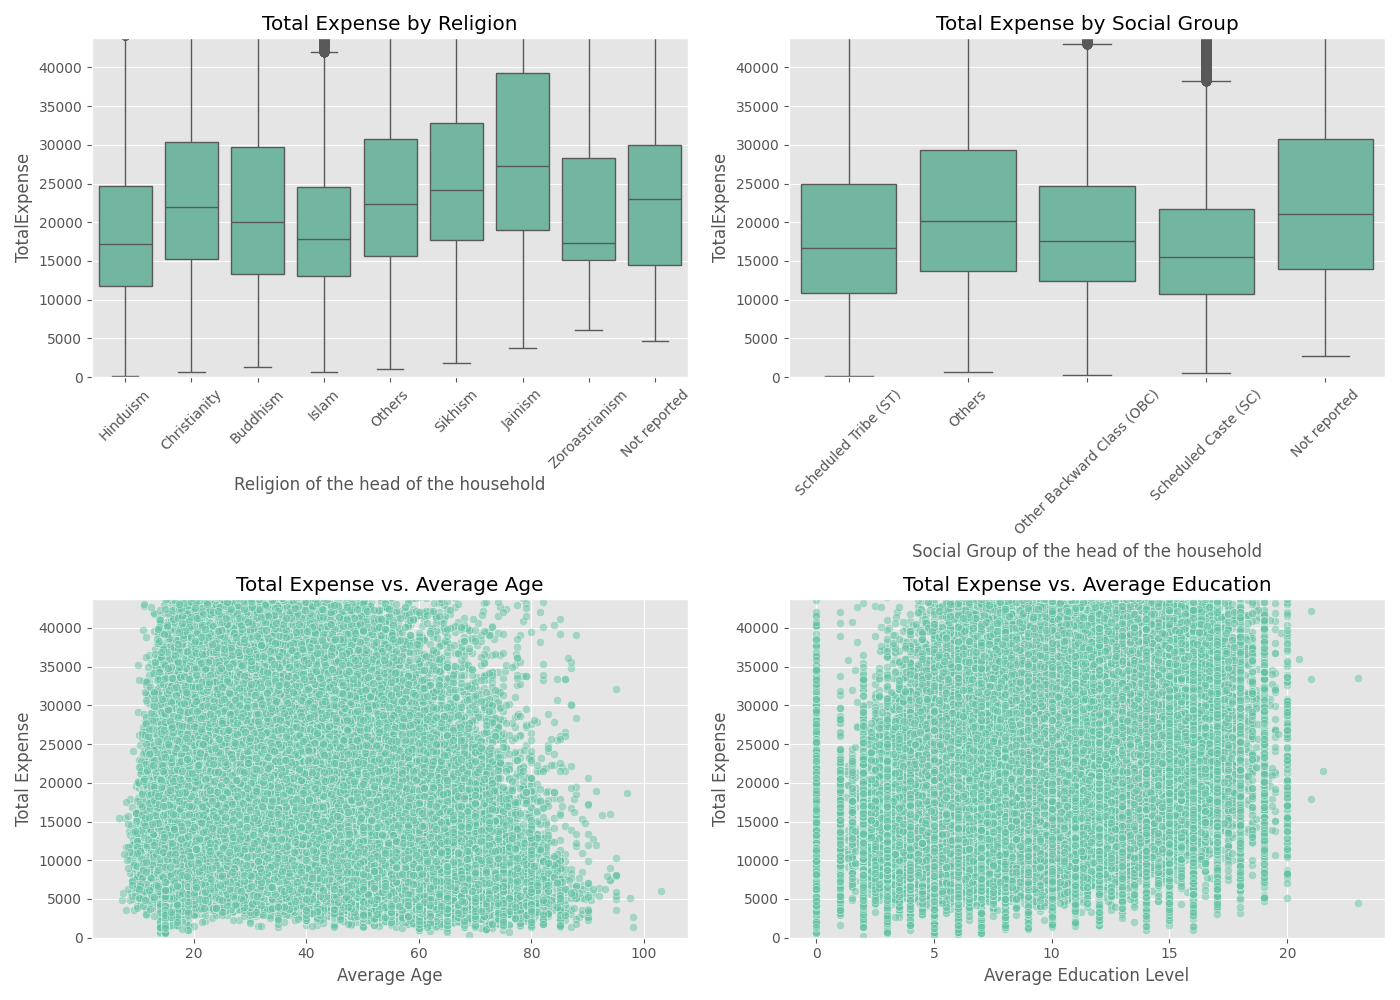 Total Expense by Religion
TotalExpense
40000
35000
30000
25000
20000
15000
10000
5000
0
Hinduism
Christianity
Buddhism
Islam
Others
Sikhism
Jainism
Zoroastrianism
Not reported
Religion of the head of the household
Total Expense by Social Group
TotalExpense
40000
35000
30000
25000
20000
15000
10000
5000
0
Scheduled Tribe (ST)
Others
Other Backward Class (OBC)
Scheduled Caste (SC)
Not reported
Social Group of the head of the household
Total Expense vs. Average Age
Total Expense
40000
35000
30000
25000
20000
15000
10000
5000
0
20 40 60 80 100
Average Age
Total Expense vs. Average Education
Total Expense
40000
35000
30000
25000
20000
15000
10000
5000
0
0 5 10 15 20
Average Education Level